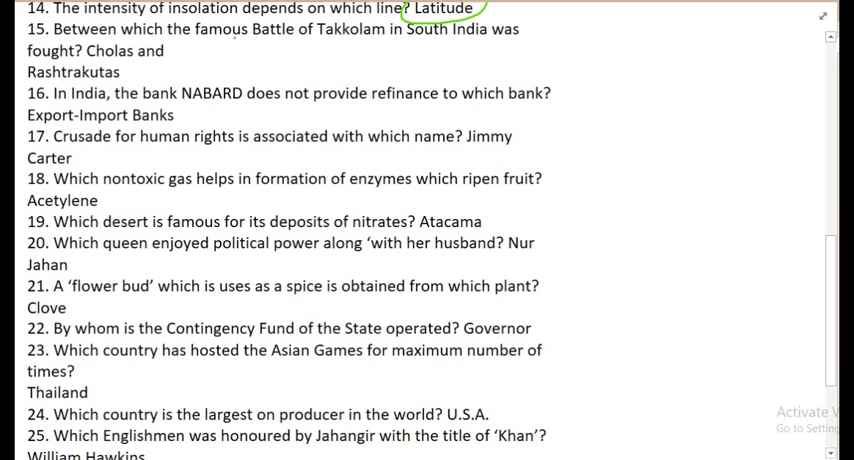 14. The intensity of insolation depends on which line? Latitude
15. Between which the famous Battle of Takkolam in South India was
fought? Cholas and
Rashtrakutas
16. In India, the bank NABARD does not provide refinance to which bank?
Export-Import Banks
17. Crusade for human rights is associated with which name? Jimmy
Carter
18. Which nontoxic gas helps in formation of enzymes which ripen fruit?
Acetylene
19. Which desert is famous for its deposits of nitrates? Atacama
20. Which queen enjoyed political power along ‘with her husband? Nur
Jahan
21. A ‘flower bud’ which is uses as a spice is obtained from which plant?
Clove
22. By whom is the Contingency Fund of the State operated? Governor
23. Which country has hosted the Asian Games for maximum number of
times?
Thailand
24. Which country is the largest on producer in the world? U.S.A.
25. Which Englishmen was honoured by Jahangir with the title of ‘Khan’?
William Hawkins
Activate
Go to Setting